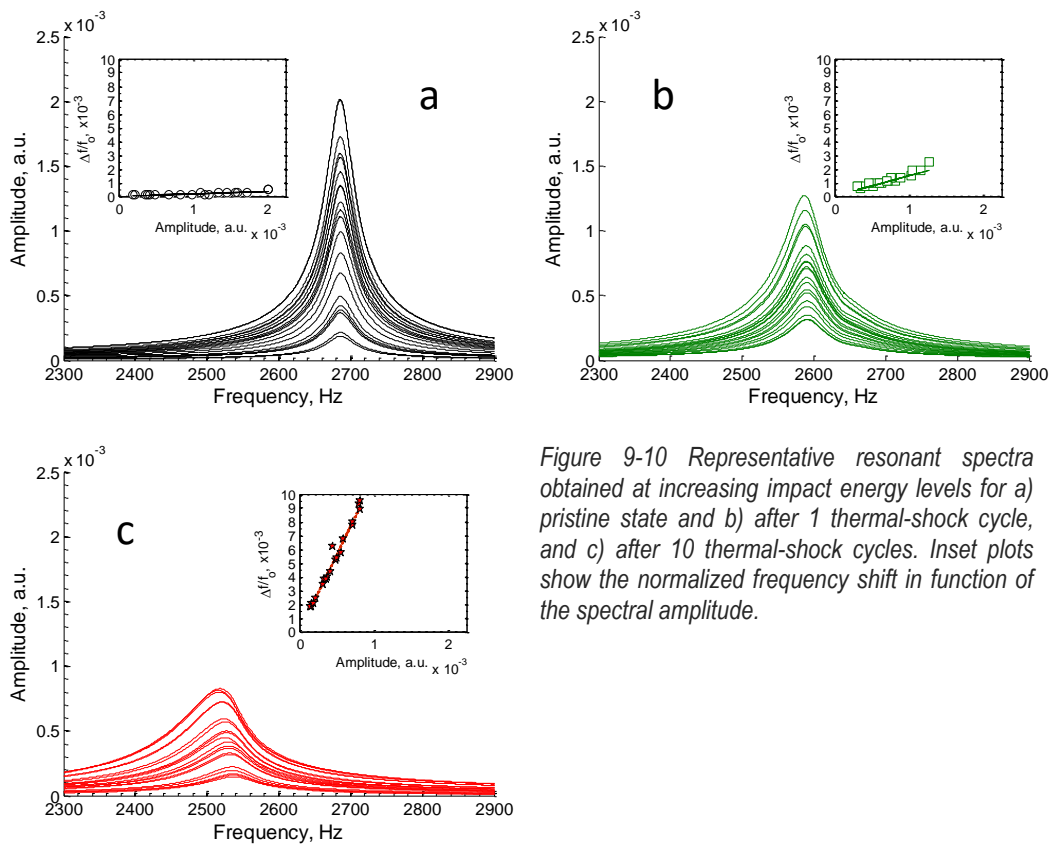 x 10⁻³
2.5
2
1.5
1
0.5
0
Amplitude, a.u.
2300 2400 2500 2600 2700 2800 2900
Frequency, Hz
a
10
9
8
7
6
5
4
3
2
1
0
Δf/fₒ, x10⁻³
0 1 2
Amplitude, a.u. x 10⁻³
x 10⁻³
2.5
2
1.5
1
0.5
0
Amplitude, a.u.
2300 2400 2500 2600 2700 2800 2900
Frequency, Hz
b
10
9
8
7
6
5
4
3
2
1
0
Δf/fₒ, x10⁻³
0 1 2
Amplitude, a.u. x 10⁻³
x 10⁻³
2.5
2
1.5
1
0.5
0
Amplitude, a.u.
2300 2400 2500 2600 2700 2800 2900
Frequency, Hz
c
10
9
8
7
6
5
4
3
2
1
0
Δf/fₒ, x10⁻³
0 1 2
Amplitude, a.u. x 10⁻³
Figure 9-10 Representative resonant spectra
obtained at increasing impact energy levels for a)
pristine state and b) after 1 thermal-shock cycle,
and c) after 10 thermal-shock cycles. Inset plots
show the normalized frequency shift in function of
the spectral amplitude.